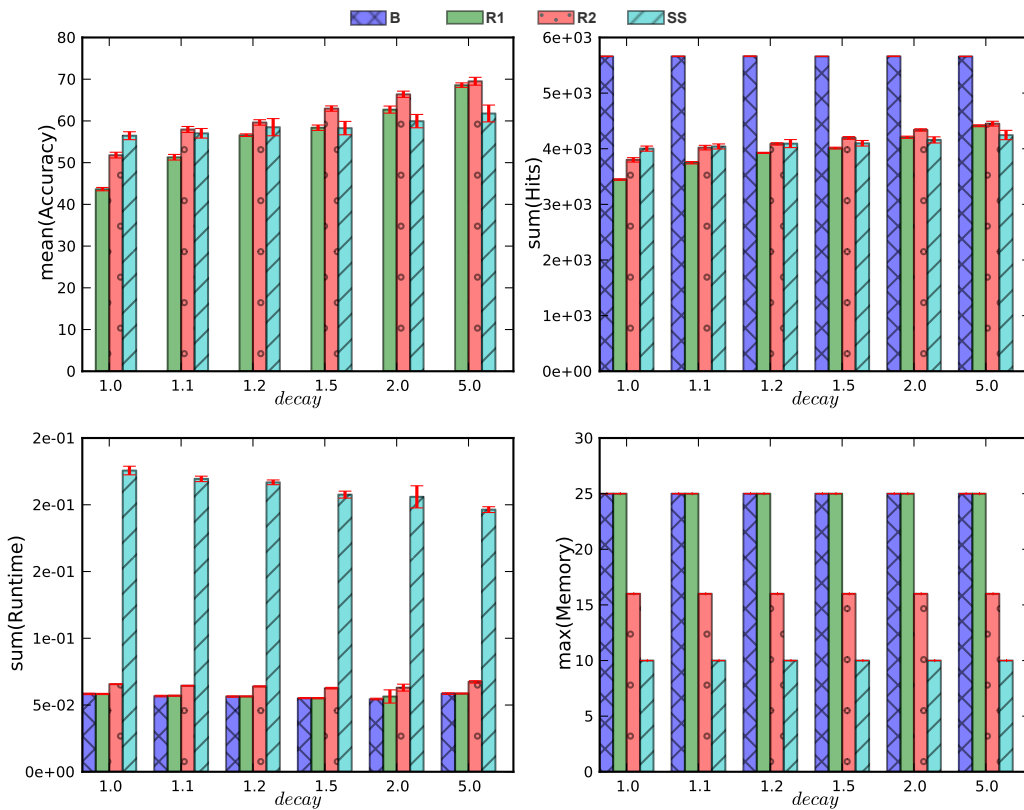 B R1 R2 SS
mean(Accuracy)
80
70
60
50
40
30
20
10
0
1.0 1.1 1.2 1.5 2.0 5.0
decay
sum(Hits)
6e+03
5e+03
4e+03
3e+03
2e+03
1e+03
0e+00
1.0 1.1 1.2 1.5 2.0 5.0
decay
sum(Runtime)
2e-01
2e-01
2e-01
1e-01
5e-02
0e+00
1.0 1.1 1.2 1.5 2.0 5.0
decay
max(Memory)
30
25
20
15
10
5
0
1.0 1.1 1.2 1.5 2.0 5.0
decay